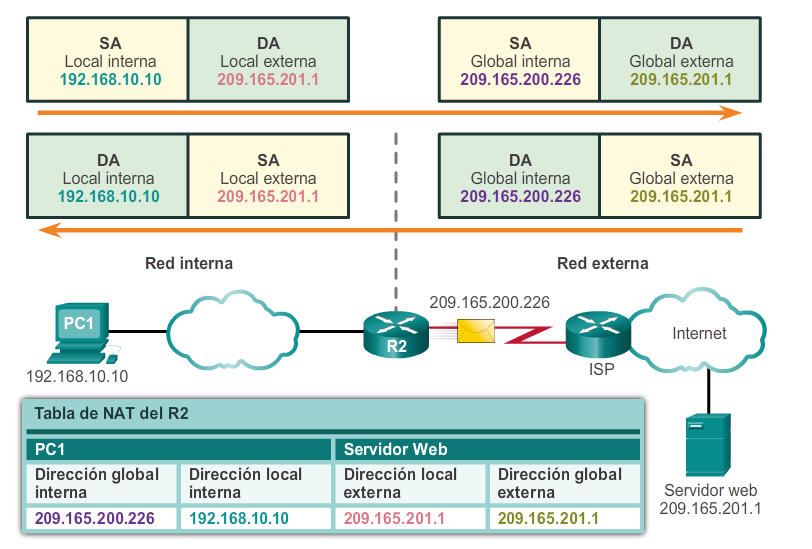 SA
Local interna
192.168.10.10
DA
Local externa
209.165.201.1
SA
Global interna
209.165.200.226
DA
Global externa
209.165.201.1
DA
Local interna
192.168.10.10
SA
Local externa
209.165.201.1
DA
Global interna
209.165.200.226
SA
Global externa
209.165.201.1
Red interna
Red externa
PC1
192.168.10.10
R2
209.165.200.226
ISP
Internet
Servidor web
209.165.201.1
Tabla de NAT del R2
PC1
Servidor Web
Dirección global
interna
Dirección local
interna
Dirección local
externa
Dirección global
externa
209.165.200.226
192.168.10.10
209.165.201.1
209.165.201.1